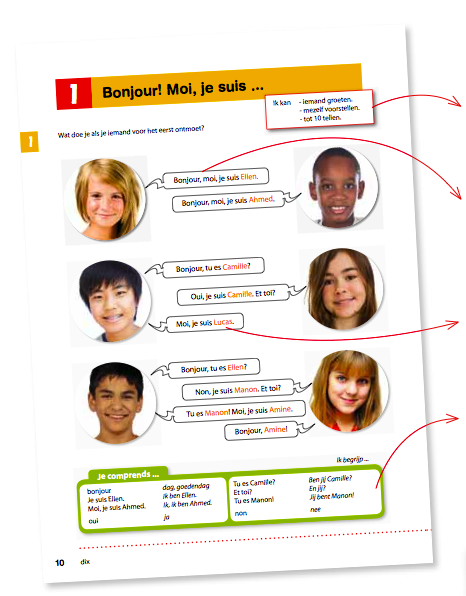 1
Bonjour! Moi, je suis ...
Ik kan - iemand groeten.
- mezelf voorstellen.
- tot 10 tellen.
1
Wat doe je als je iemand voor het eerst ontmoet?
Bonjour, moi, je suis Ellen.
Bonjour, moi, je suis Ahmed.
Bonjour, tu es Camille?
Oui, je suis Camille. Et toi?
Moi, je suis Lucas.
Bonjour, tu es Ellen?
Non, je suis Manon. Et toi?
Tu es Manon! Moi, je suis Amine.
Bonjour, Amine!
Ik begrijp ...
Je comprends ...
bonjour dag, goedendag
Je suis Ellen. Ik ben Ellen.
Moi, je suis Ahmed. Ik, ik ben Ahmed.
oui ja
Tu es Camille? Ben jij Camille?
Et toi? En jij?
Tu es Manon! Jij bent Manon!
non nee
10 dix